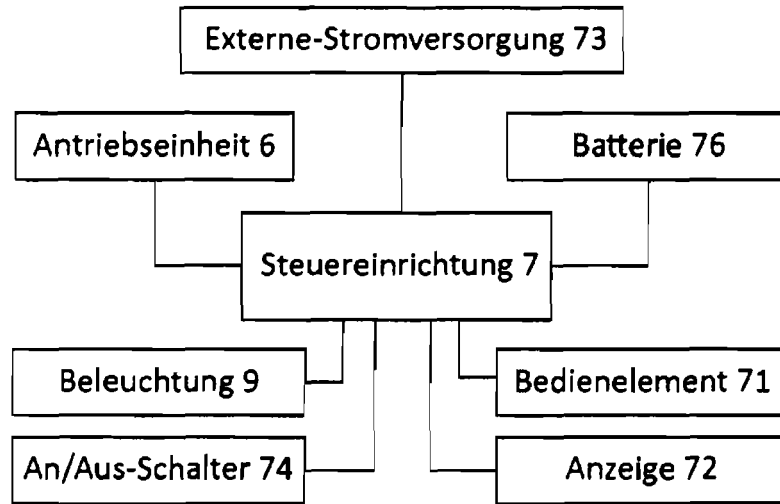 Externe-Stromversorgung 73
Antriebseinheit 6
Batterie 76
Steuereinrichtung 7
Beleuchtung 9
Bedienelement 71
An/Aus-Schalter 74
Anzeige 72